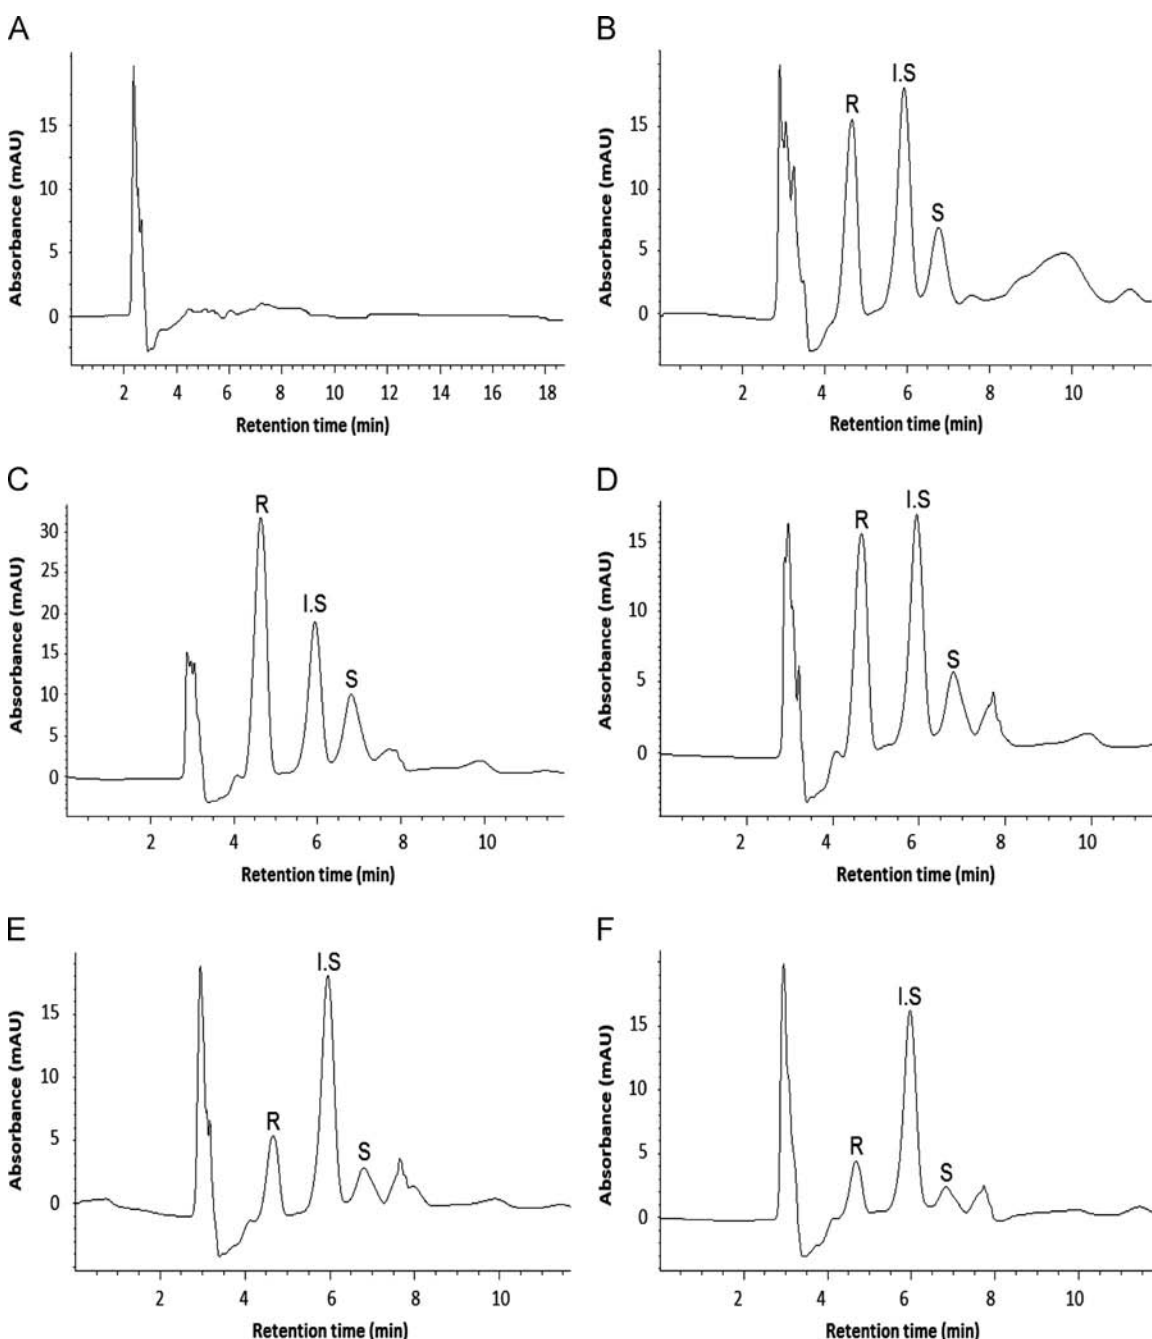 A
Absorbance (mAU)
15
10
5
0
2 4 6 8 10 12 14 16 18
Retention time (min)
B
Absorbance (mAU)
15
10
5
0
R
I.S
S
2 4 6 8 10
Retention time (min)
C
Absorbance (mAU)
30
25
20
15
10
5
0
R
I.S
S
2 4 6 8 10
Retention time (min)
D
Absorbance (mAU)
15
10
5
0
R
I.S
S
2 4 6 8 10
Retention time (min)
E
Absorbance (mAU)
15
10
5
0
R
I.S
S
2 4 6 8 10
Retention time (min)
F
Absorbance (mAU)
15
10
5
0
R
I.S
S
2 4 6 8 10
Retention time (min)